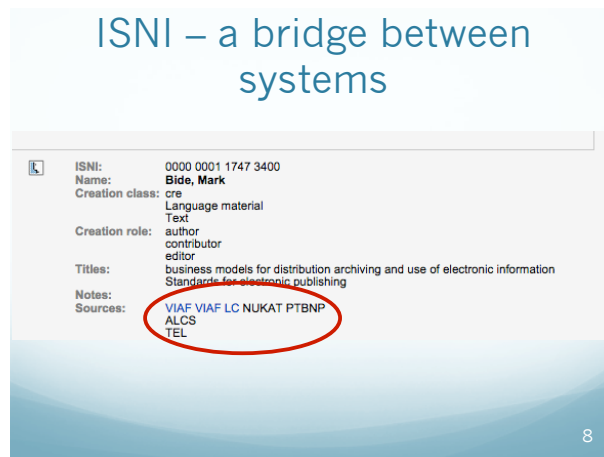 ISNI – a bridge between
systems
ISNI: 0000 0001 1747 3400
Name: Bide, Mark
Creation class: cre
Language material
Text
Creation role: author
contributor
editor
Titles: business models for distribution archiving and use of electronic information
Standards for electronic publishing
Notes:
Sources: VIAF VIAF LC NUKAT PTBNP
ALCS
TEL
8